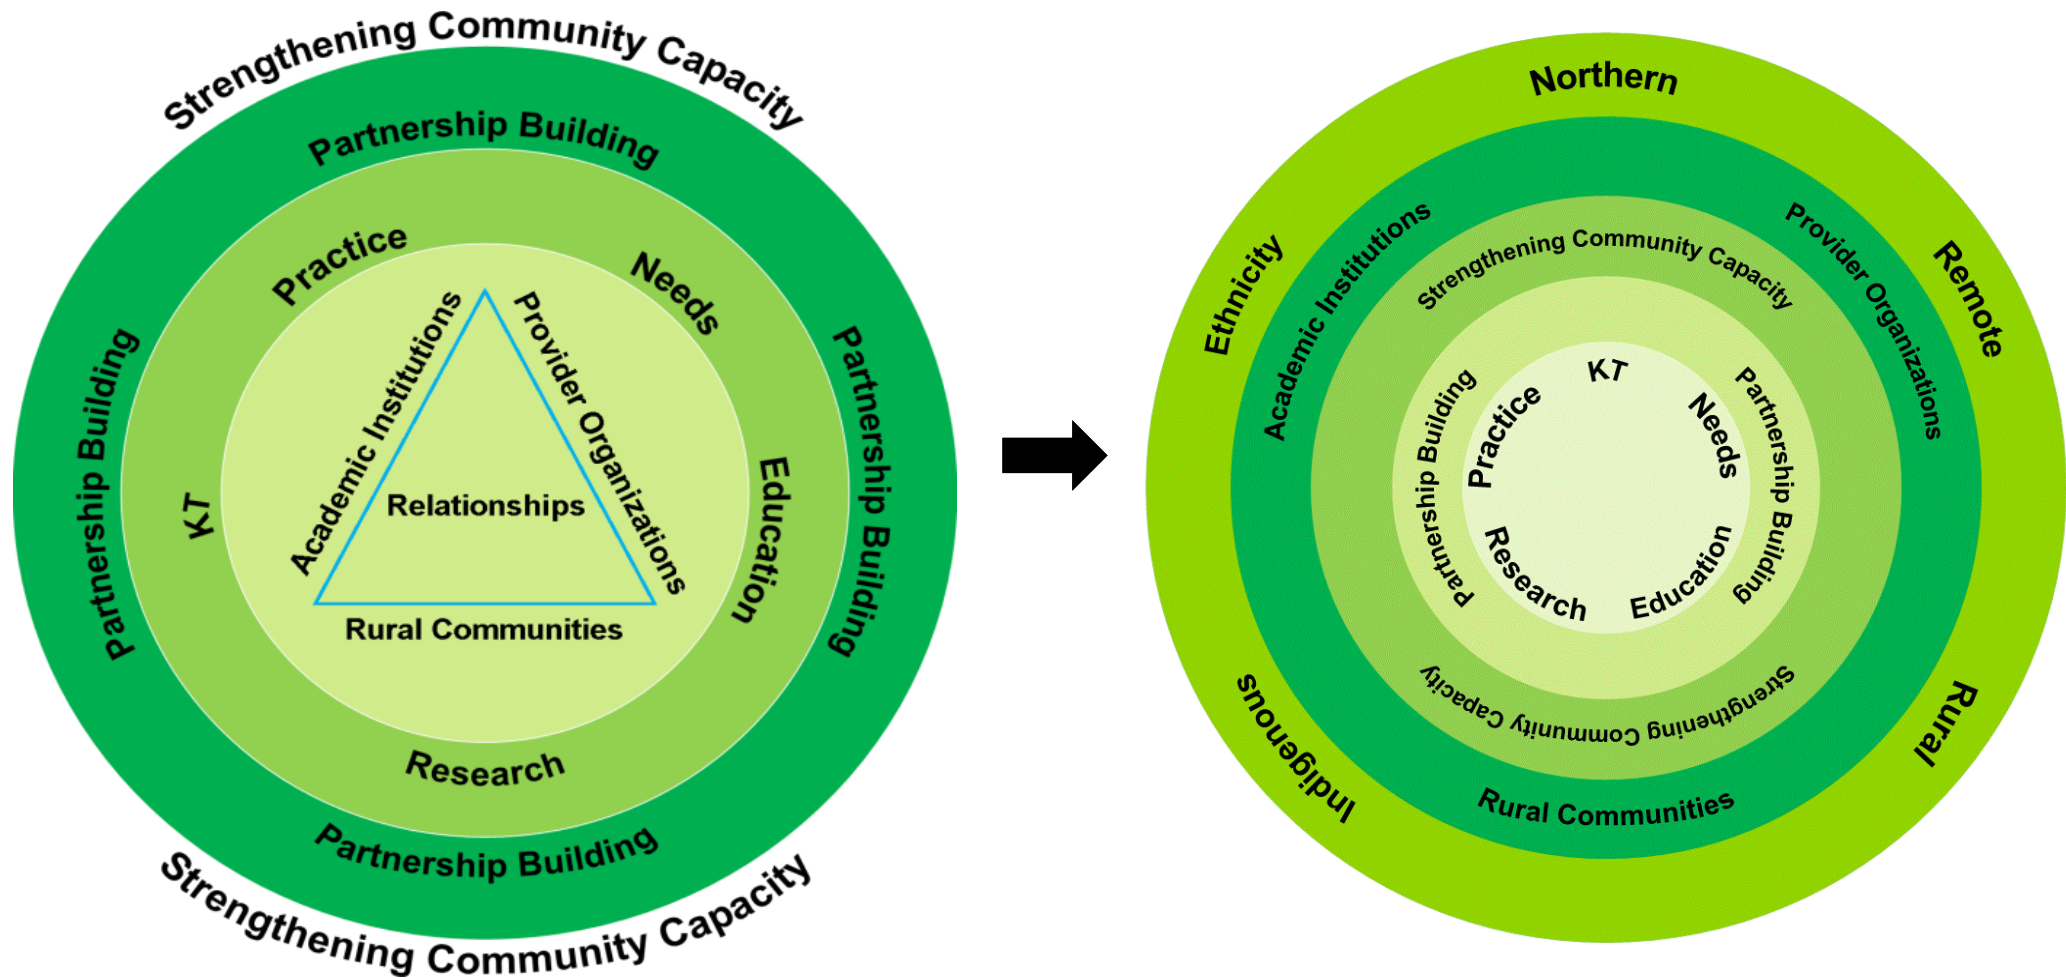 Strengthening Community Capacity
Partnership Building
Partnership Building
Partnership Building
Partnership Building
Practice
Needs
KT
Education
Research
Academic Institutions
Provider Organizations
Relationships
Rural Communities
Strengthening Community Capacity
Northern
Ethnicity
Remote
Indigenous
Rural
Academic Institutions
Provider Organizations
Rural Communities
Strengthening Community Capacity
Strengthening Community Capacity
Partnership Building
Partnership Building
KT
Practice
Needs
Research
Education